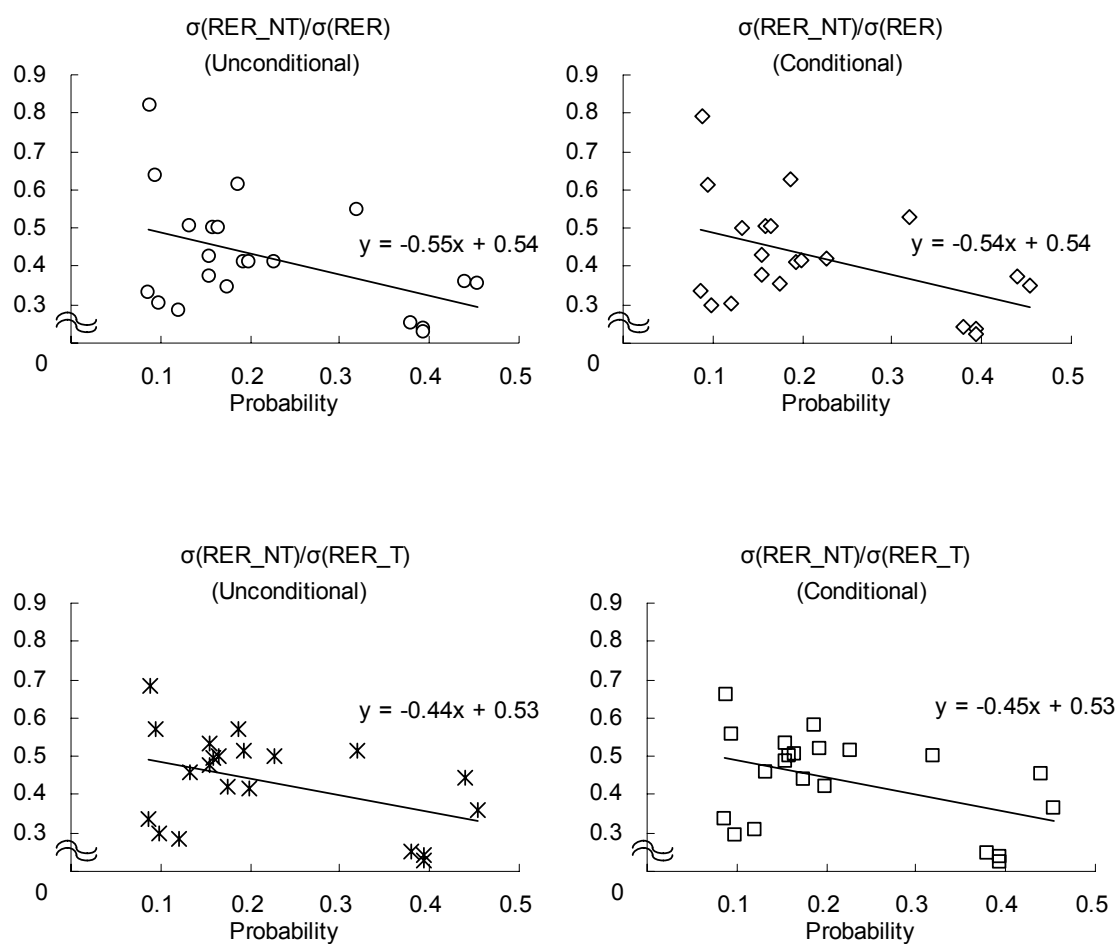 σ(RER_NT)/σ(RER)
(Unconditional)
0.9
0.8
0.7
0.6
0.5
0.4
0.3
0
y = -0.55x + 0.54
0.1 0.2 0.3 0.4 0.5
Probability
σ(RER_NT)/σ(RER)
(Conditional)
0.9
0.8
0.7
0.6
0.5
0.4
0.3
0
y = -0.54x + 0.54
0.1 0.2 0.3 0.4 0.5
Probability
σ(RER_NT)/σ(RER_T)
(Unconditional)
0.9
0.8
0.7
0.6
0.5
0.4
0.3
0
y = -0.44x + 0.53
0.1 0.2 0.3 0.4 0.5
Probability
σ(RER_NT)/σ(RER_T)
(Conditional)
0.9
0.8
0.7
0.6
0.5
0.4
0.3
0
y = -0.45x + 0.53
0.1 0.2 0.3 0.4 0.5
Probability